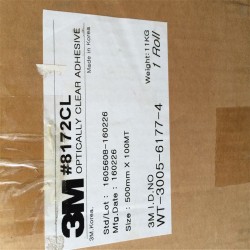 3M #8172CL
OPTICALLY CLEAR ADHESIVE
Made in Korea
Std/Lot : 1605608-160226
Mfg.Date : 160226
Size : 500mm X 100MT
Weight: 11KG
1 Roll
3M I.D.NO
WT-3005-6177-4
3M.Korea.